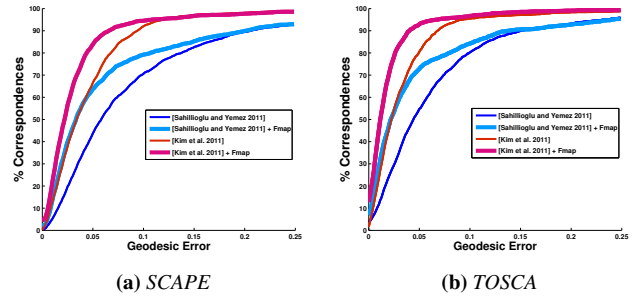 % Correspondences
100
90
80
70
60
50
40
30
20
10
0
[Sahillioglu and Yemez 2011]
[Sahillioglu and Yemez 2011] + Fmap
[Kim et al. 2011]
[Kim et al. 2011] + Fmap
0 0.05 0.1 0.15 0.2 0.25
Geodesic Error
(a) SCAPE
% Correspondences
100
90
80
70
60
50
40
30
20
10
0
[Sahillioglu and Yemez 2011]
[Sahillioglu and Yemez 2011] + Fmap
[Kim et al. 2011]
[Kim et al. 2011] + Fmap
0 0.05 0.1 0.15 0.2 0.25
Geodesic Error
(b) TOSCA